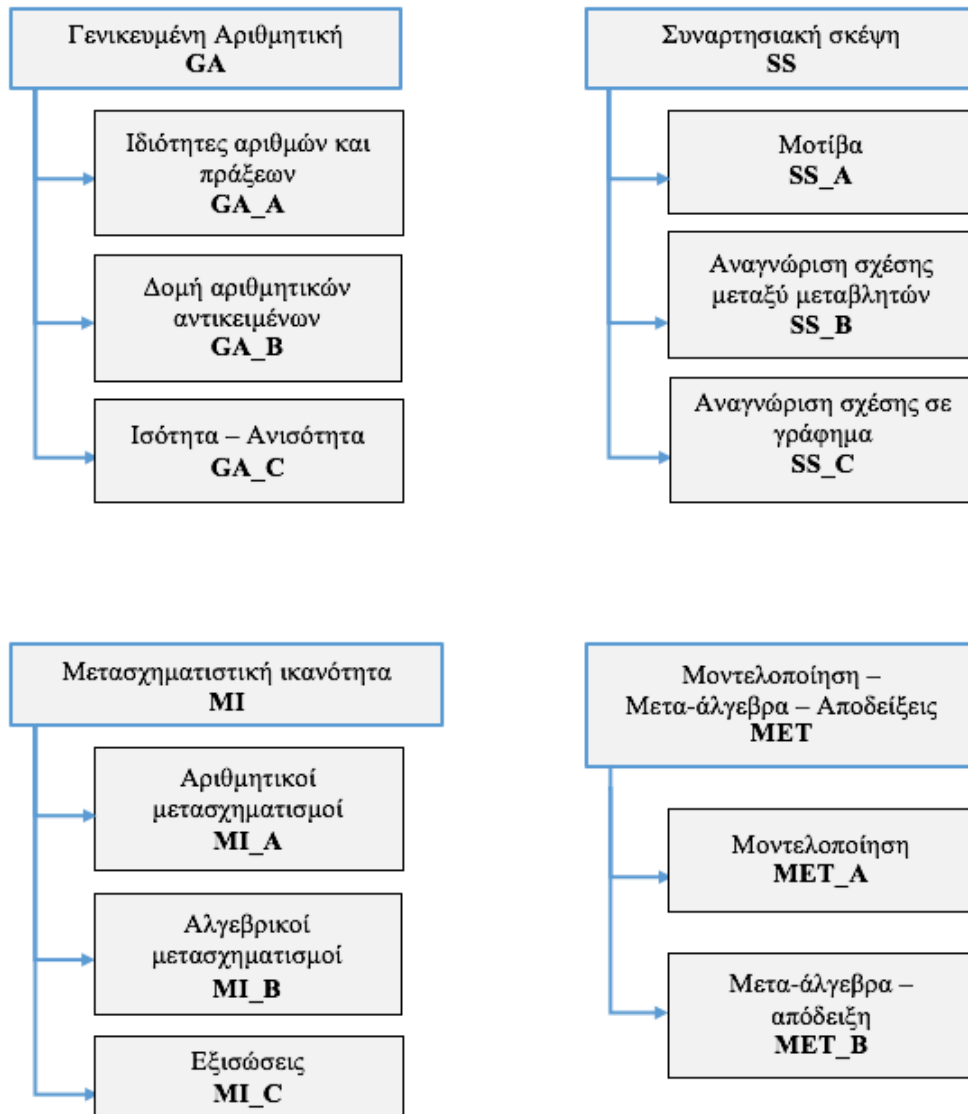 Γενικευμένη Αριθμητική
GA
Ιδιότητες αριθμών και
πράξεων
GA_A
Δομή αριθμητικών
αντικειμένων
GA_B
Ισότητα – Ανισότητα
GA_C
Συναρτησιακή σκέψη
SS
Μοτίβα
SS_A
Αναγνώριση σχέσης
μεταξύ μεταβλητών
SS_B
Αναγνώριση σχέσης σε
γράφημα
SS_C
Μετασχηματιστική ικανότητα
MI
Αριθμητικοί
μετασχηματισμοί
MI_A
Αλγεβρικοί
μετασχηματισμοί
MI_B
Εξισώσεις
MI_C
Μοντελοποίηση –
Μετα-άλγεβρα – Αποδείξεις
MET
Μοντελοποίηση
MET_A
Μετα-άλγεβρα –
απόδειξη
MET_B